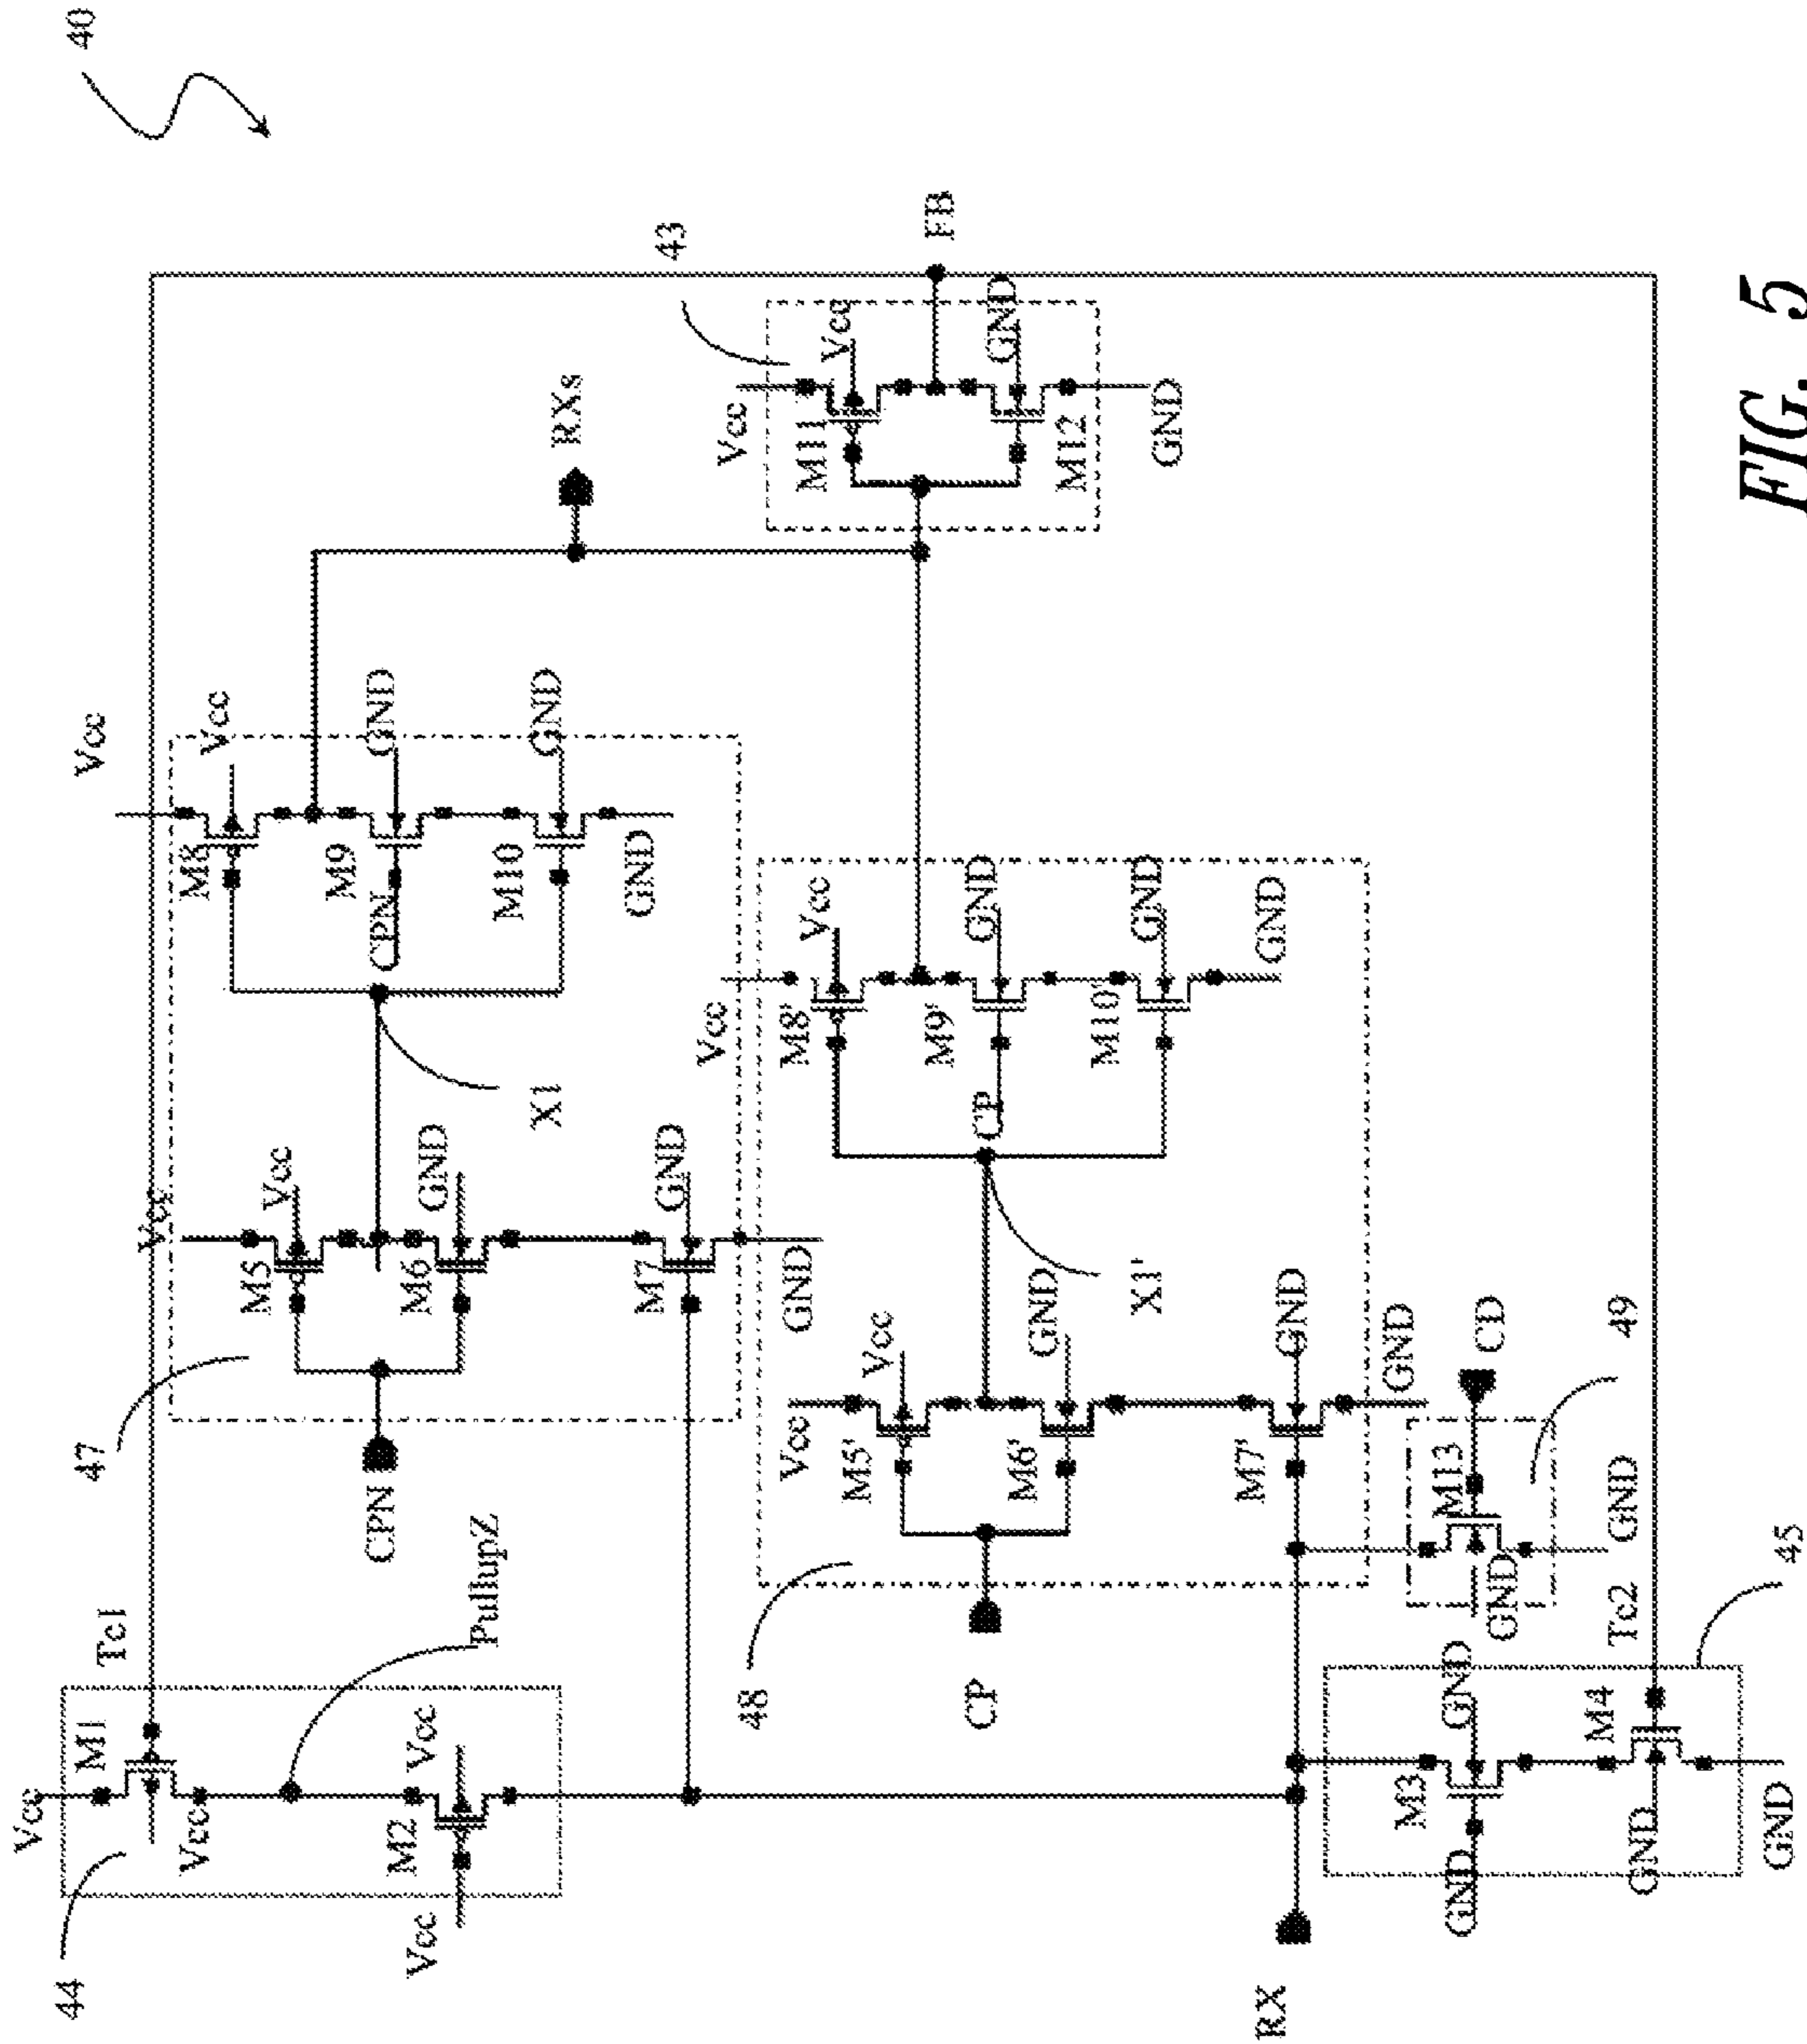 40
44
Vcc
M1
Tc1
Vcc
PullupZ
M2
Vcc
Vcc
47
CPN
Vcc
M5
Vcc
M6
GND
M7
GND
GND
X1
Vcc
M8
Vcc
M9
CPN
GND
M10
GND
GND
RXs
43
Vcc
M11
Vcc
M12
GND
GND
FB
48
CP
Vcc
M5'
Vcc
M6'
GND
M7'
GND
GND
X1'
Vcc
M8'
Vcc
M9'
CP
GND
M10'
GND
GND
RX
M13
CD
49
GND
GND
Tc2
45
M3
GND
GND
M4
GND
GND
FIG. 5